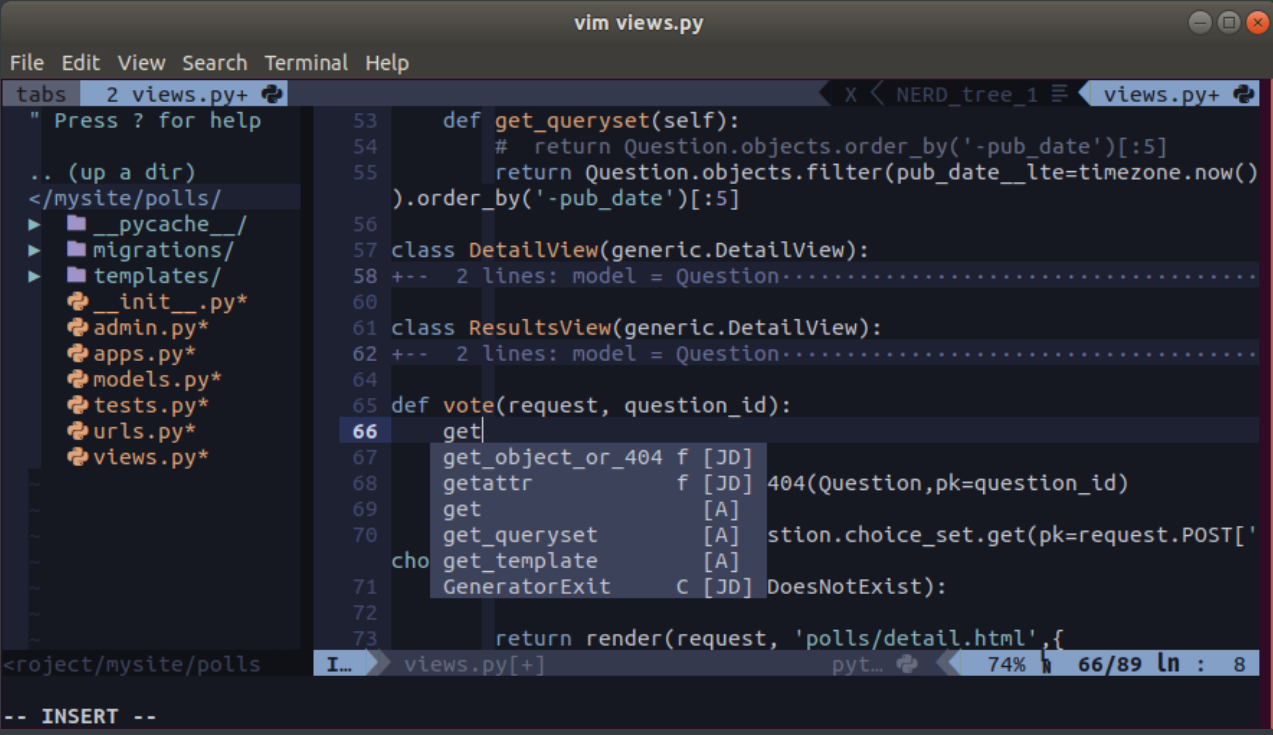 vim views.py
File Edit View Search Terminal Help
tabs 2 views.py+ X NERD_tree_1 views.py+
" Press ? for help
.. (up a dir)
</mysite/polls/
▶ __pycache__/
▶ migrations/
▶ templates/
__init__.py*
admin.py*
apps.py*
models.py*
tests.py*
urls.py*
views.py*
~
~
~
~
~
~
~
<roject/mysite/polls
53 def get_queryset(self):
54 # return Question.objects.order_by('-pub_date')[:5]
55 return Question.objects.filter(pub_date__lte=timezone.now()
).order_by('-pub_date')[:5]
56
57 class DetailView(generic.DetailView):
58 +-- 2 lines: model = Question·····································
60
61 class ResultsView(generic.DetailView):
62 +-- 2 lines: model = Question·····································
64
65 def vote(request, question_id):
66 get
67 get_object_or_404 f [JD]
68 getattr f [JD] 404(Question,pk=question_id)
69 get [A]
70 get_queryset [A] stion.choice_set.get(pk=request.POST['
cho get_template [A]
71 GeneratorExit C [JD] DoesNotExist):
72
73 return render(request, 'polls/detail.html',{
I… views.py[+] pyt… 74% 66/89 ln : 8
-- INSERT --